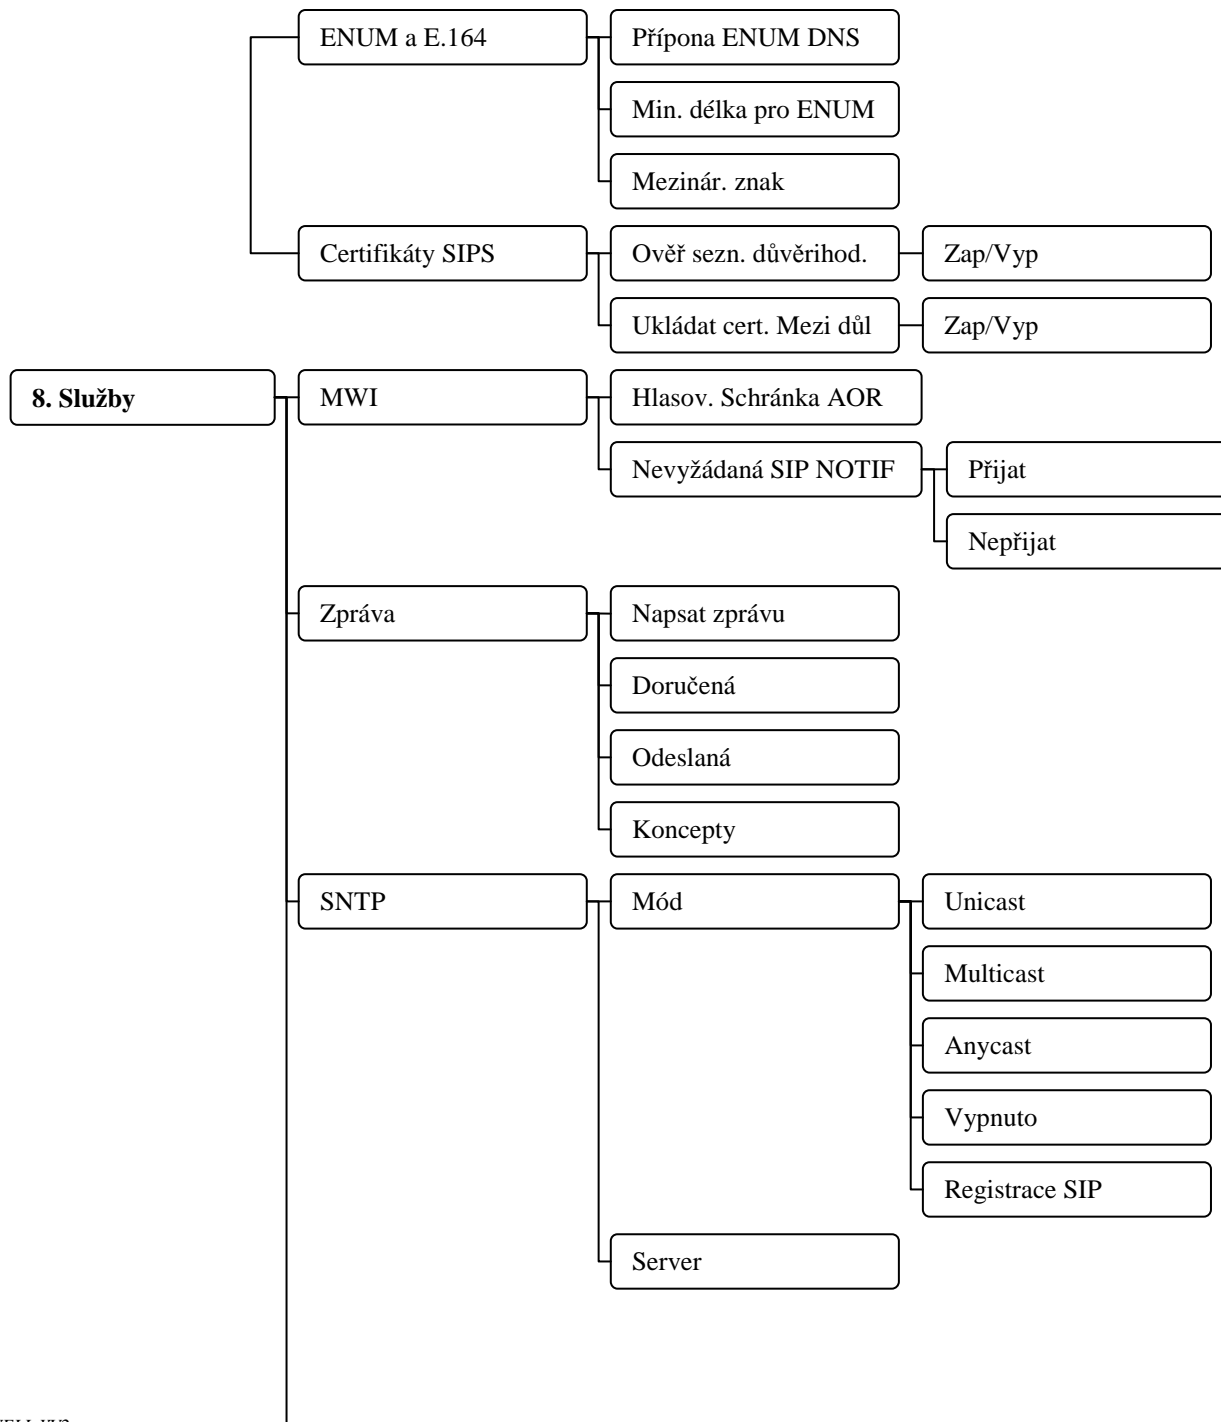 ENUM a E.164
Přípona ENUM DNS
Min. délka pro ENUM
Mezinár. znak
Certifikáty SIPS
Ověř sezn. důvěrihod.
Zap/Vyp
Ukládat cert. Mezi důl
Zap/Vyp
8. Služby
MWI
Hlasov. Schránka AOR
Nevyžádaná SIP NOTIF
Přijat
Nepřijat
Zpráva
Napsat zprávu
Doručená
Odeslaná
Koncepty
SNTP
Mód
Unicast
Multicast
Anycast
Vypnuto
Registrace SIP
Server